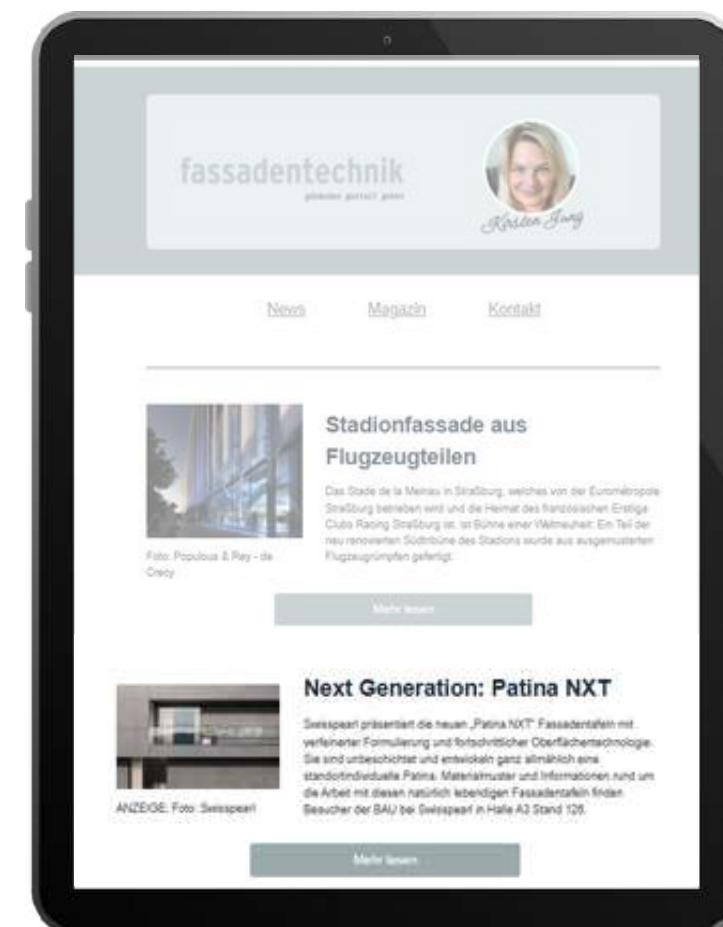 fassadentechnik
Kirsten Jung
News Magazin Kontakt
Stadionfassade aus
Flugzeugteilen
Das Stade de la Meinau in Straßburg, welches von der Eurométropole
Straßburg betrieben wird und die Heimat des französischen Erstliga
Clubs Racing Straßburg ist, ist Bühne einer Weltneuheit: Ein Teil der
neu renovierten Südtribüne des Stadions wurde aus ausgemusterten
Flugzeugrümpfen gefertigt.
Foto: Populous & Rey - de
Crecy
Mehr lesen
Next Generation: Patina NXT
Swisspearl präsentiert die neuen „Patina NXT“ Fassadentafeln mit
verfeinerter Formulierung und fortschrittlicher Oberflächentechnologie.
Sie sind unbeschichtet und entwickeln ganz allmählich eine
standortindividuelle Patina. Materialmuster und Informationen rund um
die Arbeit mit diesen natürlich lebendigen Fassadentafeln finden
Besucher der BAU bei Swisspearl in Halle A3 Stand 126.
ANZEIGE; Foto: Swisspearl
Mehr lesen